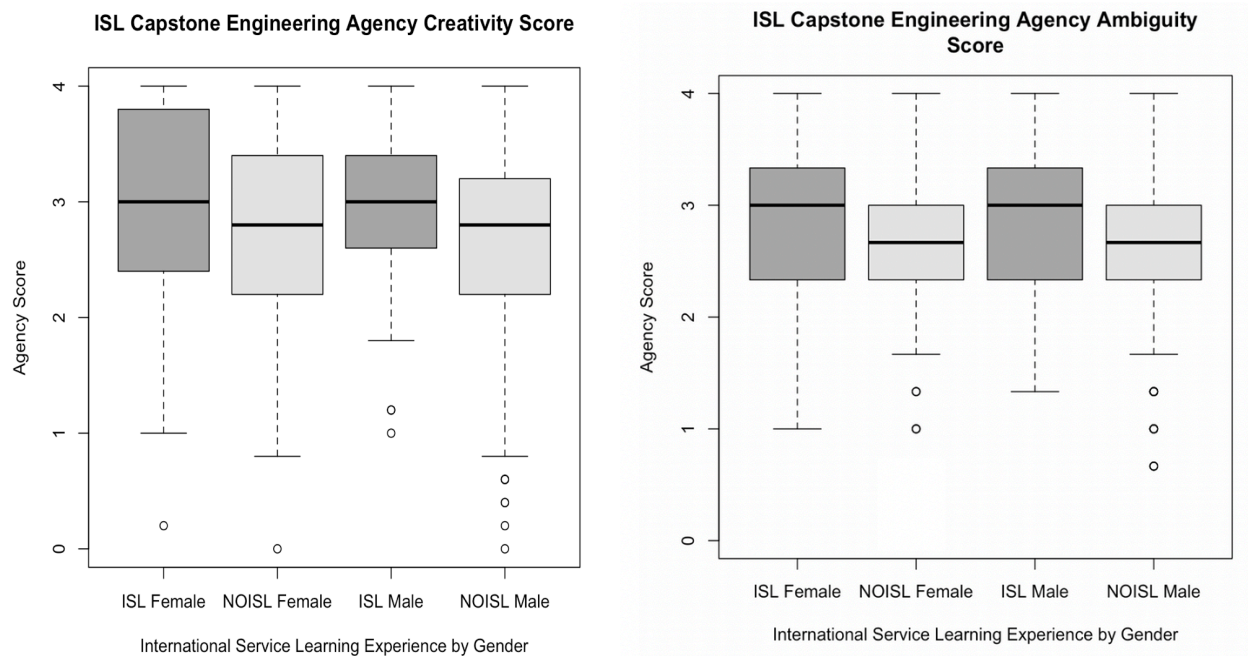 ISL Capstone Engineering Agency Creativity Score
4
3
2
1
0
Agency Score
ISL Female NOISL Female ISL Male NOISL Male
International Service Learning Experience by Gender
ISL Capstone Engineering Agency Ambiguity
Score
4
3
2
1
0
Agency Score
ISL Female NOISL Female ISL Male NOISL Male
International Service Learning Experience by Gender